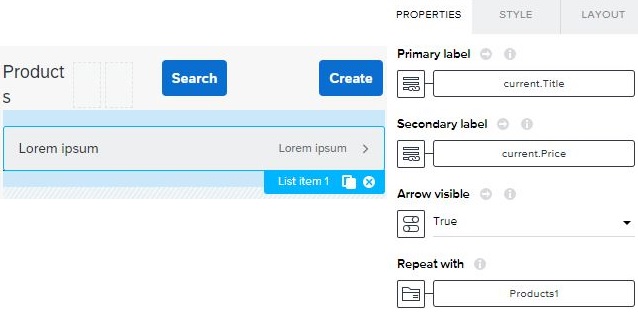 PROPERTIES STYLE LAYOUT
Product
s
Search
Create
Lorem ipsum Lorem ipsum
List item 1
Primary label
current.Title
Secondary label
current.Price
Arrow visible
True
Repeat with
Products1